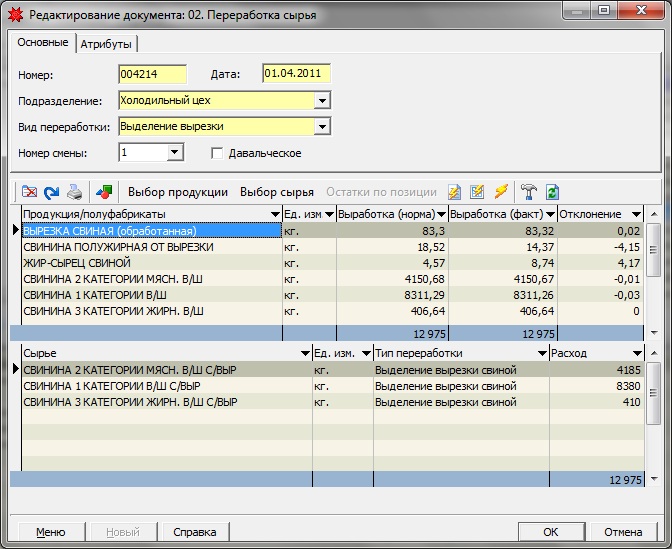 Редактирование документа: 02. Переработка сырья
Основные Атрибуты
Номер: 004214 Дата: 01.04.2011
Подразделение: Холодильный цех
Вид переработки: Выделение вырезки
Номер смены: 1 Давальческое
Выбор продукции Выбор сырья Остатки по позиции
Продукция/полуфабрикаты Ед. изм Выработка (норма) Выработка (факт) Отклонение
ВЫРЕЗКА СВИНАЯ (обработанная) кг. 83,3 83,32 0,02
СВИНИНА ПОЛУЖИРНАЯ ОТ ВЫРЕЗКИ кг. 18,52 14,37 -4,15
ЖИР-СЫРЕЦ СВИНОЙ кг. 4,57 8,74 4,17
СВИНИНА 2 КАТЕГОРИИ МЯСН. В/Ш кг. 4150,68 4150,67 -0,01
СВИНИНА 1 КАТЕГОРИИ В/Ш кг. 8311,29 8311,26 -0,03
СВИНИНА 3 КАТЕГОРИИ ЖИРН. В/Ш кг. 406,64 406,64 0
12 975 12 975
Сырье Ед. изм. Тип переработки Расход
СВИНИНА 2 КАТЕГОРИИ МЯСН. В/Ш С/ВЫР кг. Выделение вырезки свиной 4185
СВИНИНА 1 КАТЕГОРИИ В/Ш С/ВЫР кг. Выделение вырезки свиной 8380
СВИНИНА 3 КАТЕГОРИИ ЖИРН. В/Ш С/ВЫР кг. Выделение вырезки свиной 410
12 975
Меню Новый Справка ОК Отмена